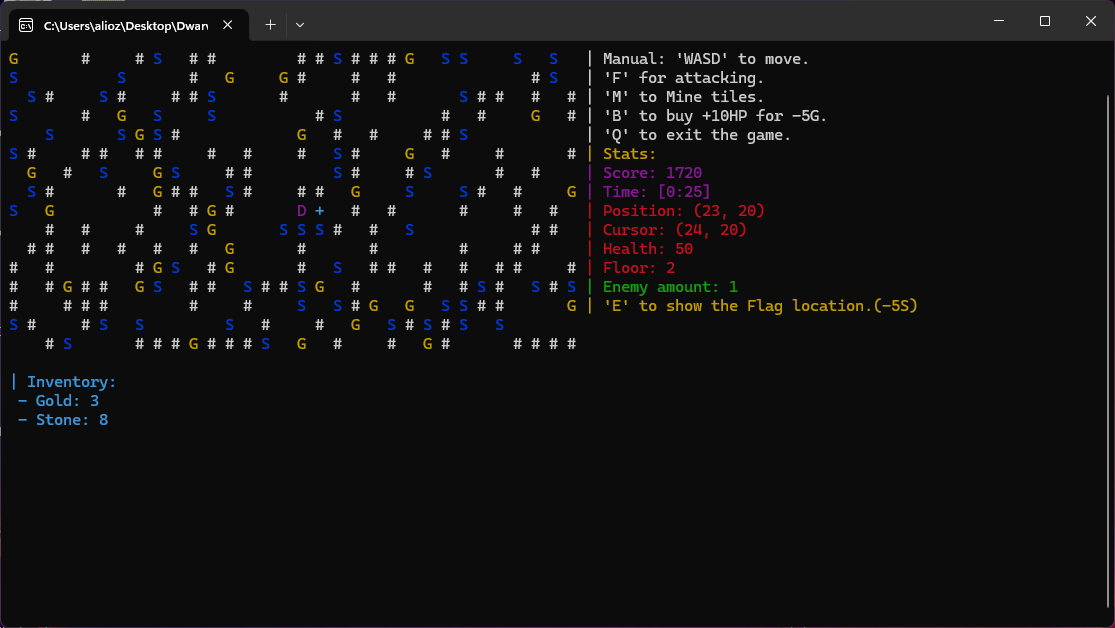 G       #     # S   # #         # # S # # # G   S S     S   S   | Manual: 'WASD' to move.
S           S       #   G     G #       #   #               # S   | 'F' for attacking.
  S #     S #     # # S       #       #   #       S # #   #   #   | 'M' to Mine tiles.
S       #   G   S     S           # S           #   #     G   #   | 'B' to buy +10HP for -5G.
    S       S G S #             G   #   #     # # S               | 'Q' to exit the game.
S #     # #   # #     #   #     #   S #     G   #     #       #   | Stats:
  G   #   S     G S     # #         S #     # S       #   #       | Score: 1720
  S #       #   G # #   S #     # #   G     S     S #   #     G   | Time: [0:25]
S   G           #   # G #       D +   #   #       #     #   #     | Position: (23, 20)
    #   #     #     S G       S S S #   #   S             # #     | Cursor: (24, 20)
  # #   #   #   #   #   G       #       #         #     # #       | Health: 50
#   #         # G S   # G       #   S   # #   #   #   # #     #   | Floor: 2
#   # G # #   G S   # #   S # # S G   #       #   # S #   S # S   | Enemy amount: 1
#     # # #         #     #     S   S # G   G   S S # #       G   | 'E' to show the Flag location.(-5S)
S #     # S   S         S   #     #   G   S # S # S   S
    # S       # # # G # # # S   G   #     #   G #       # # # #
| Inventory:
- Gold: 3
- Stone: 8
C:\Users\alioz\Desktop\Dwar